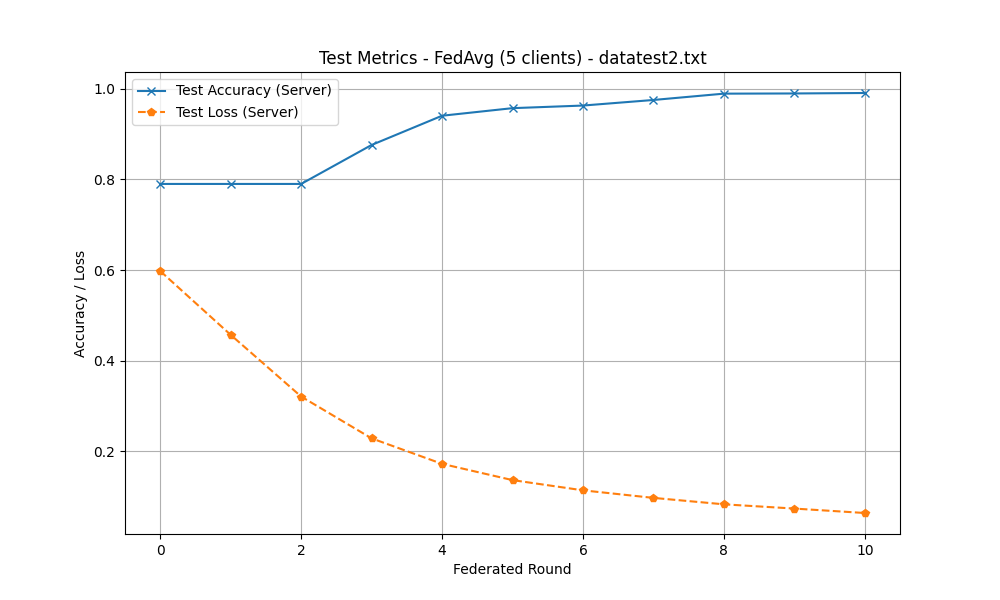 Test Metrics - FedAvg (5 clients) - datatest2.txt
Test Accuracy (Server)
Test Loss (Server)
Accuracy / Loss
1.0
0.8
0.6
0.4
0.2
0 2 4 6 8 10
Federated Round